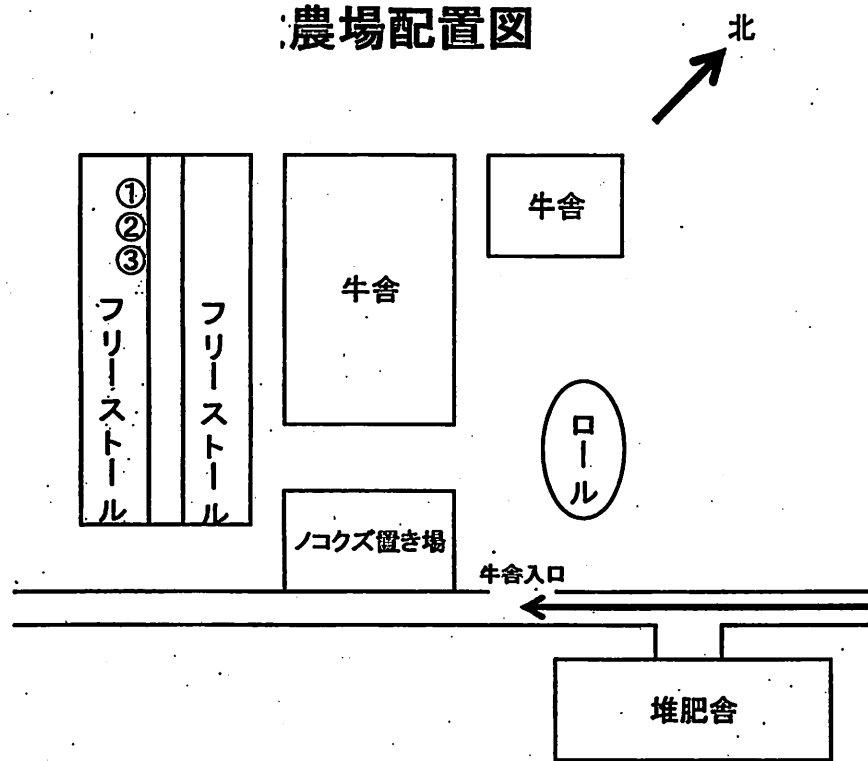 農場配置図
北
①
②
③
フリーストール
フリーストール
牛舎
牛舎
ロール
ノコクズ置き場
牛舎入口
堆肥舎